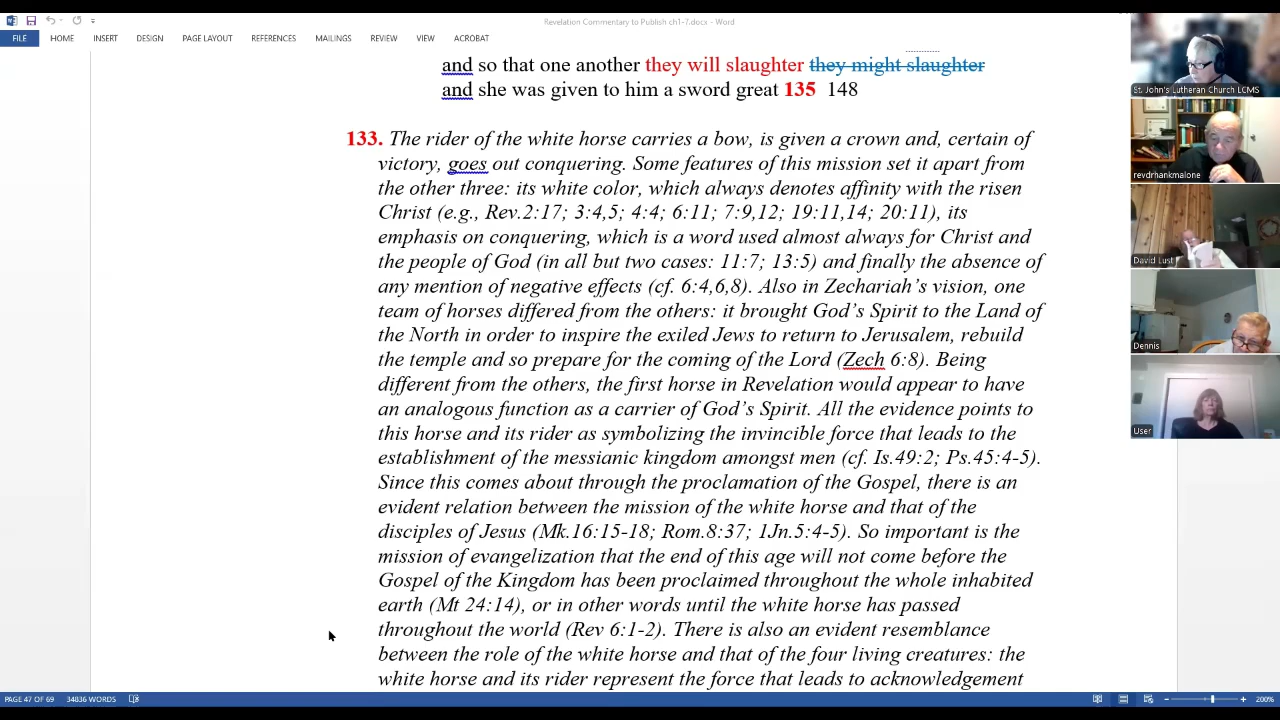 Revelation Commentary to Publish ch1-7.docx - Word
FILE HOME INSERT DESIGN PAGE LAYOUT REFERENCES MAILINGS REVIEW VIEW ACROBAT
and so that one another they will slaughter they might slaughter
and she was given to him a sword great 135 148
133. The rider of the white horse carries a bow, is given a crown and, certain of
victory, goes out conquering. Some features of this mission set it apart from
the other three: its white color, which always denotes affinity with the risen
Christ (e.g., Rev.2:17; 3:4,5; 4:4; 6:11; 7:9,12; 19:11,14; 20:11), its
emphasis on conquering, which is a word used almost always for Christ and
the people of God (in all but two cases: 11:7; 13:5) and finally the absence of
any mention of negative effects (cf. 6:4,6,8). Also in Zechariah's vision, one
team of horses differed from the others: it brought God's Spirit to the Land of
the North in order to inspire the exiled Jews to return to Jerusalem, rebuild
the temple and so prepare for the coming of the Lord (Zech 6:8). Being
different from the others, the first horse in Revelation would appear to have
an analogous function as a carrier of God's Spirit. All the evidence points to
this horse and its rider as symbolizing the invincible force that leads to the
establishment of the messianic kingdom amongst men (cf. Is.49:2; Ps.45:4-5).
Since this comes about through the proclamation of the Gospel, there is an
evident relation between the mission of the white horse and that of the
disciples of Jesus (Mk.16:15-18; Rom.8:37; 1Jn.5:4-5). So important is the
mission of evangelization that the end of this age will not come before the
Gospel of the Kingdom has been proclaimed throughout the whole inhabited
earth (Mt 24:14), or in other words until the white horse has passed
throughout the world (Rev 6:1-2). There is also an evident resemblance
between the role of the white horse and that of the four living creatures: the
white horse and its rider represent the force that leads to acknowledgement
PAGE 47 OF 69 34836 WORDS
200%
St. John's Lutheran Church LCMS
revdrhankmalone
David Lust
Dennis
User